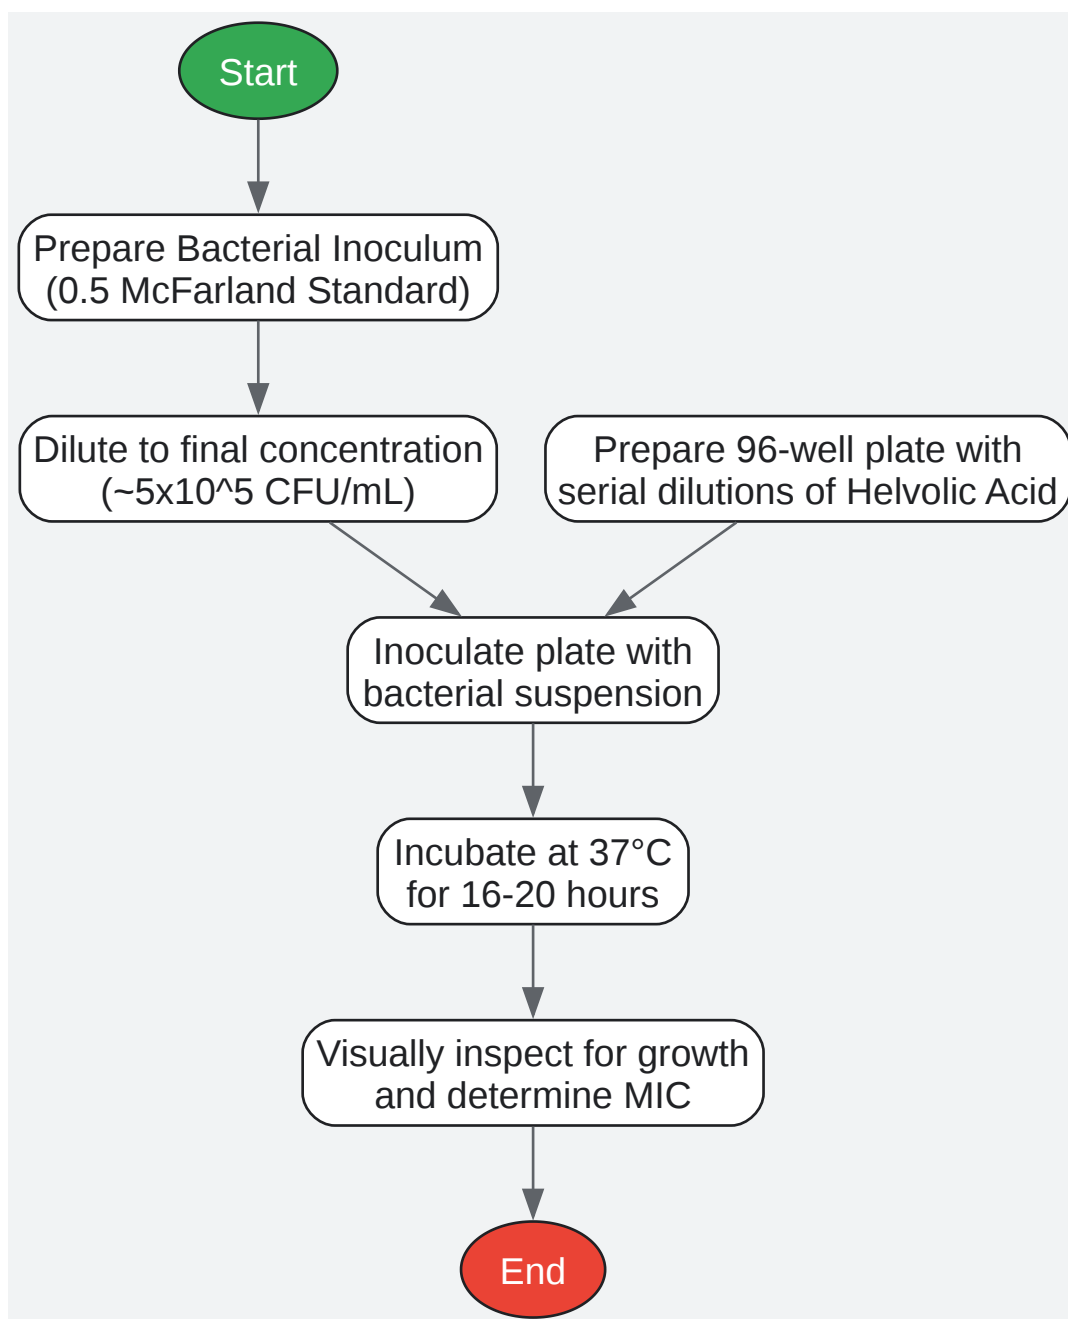 Start
Prepare Bacterial Inoculum
(0.5 McFarland Standard)
Dilute to final concentration
(~5x10^5 CFU/mL)
Prepare 96-well plate with
serial dilutions of Helvolic Acid
Inoculate plate with
bacterial suspension
Incubate at 37°C
for 16-20 hours
Visually inspect for growth
and determine MIC
End